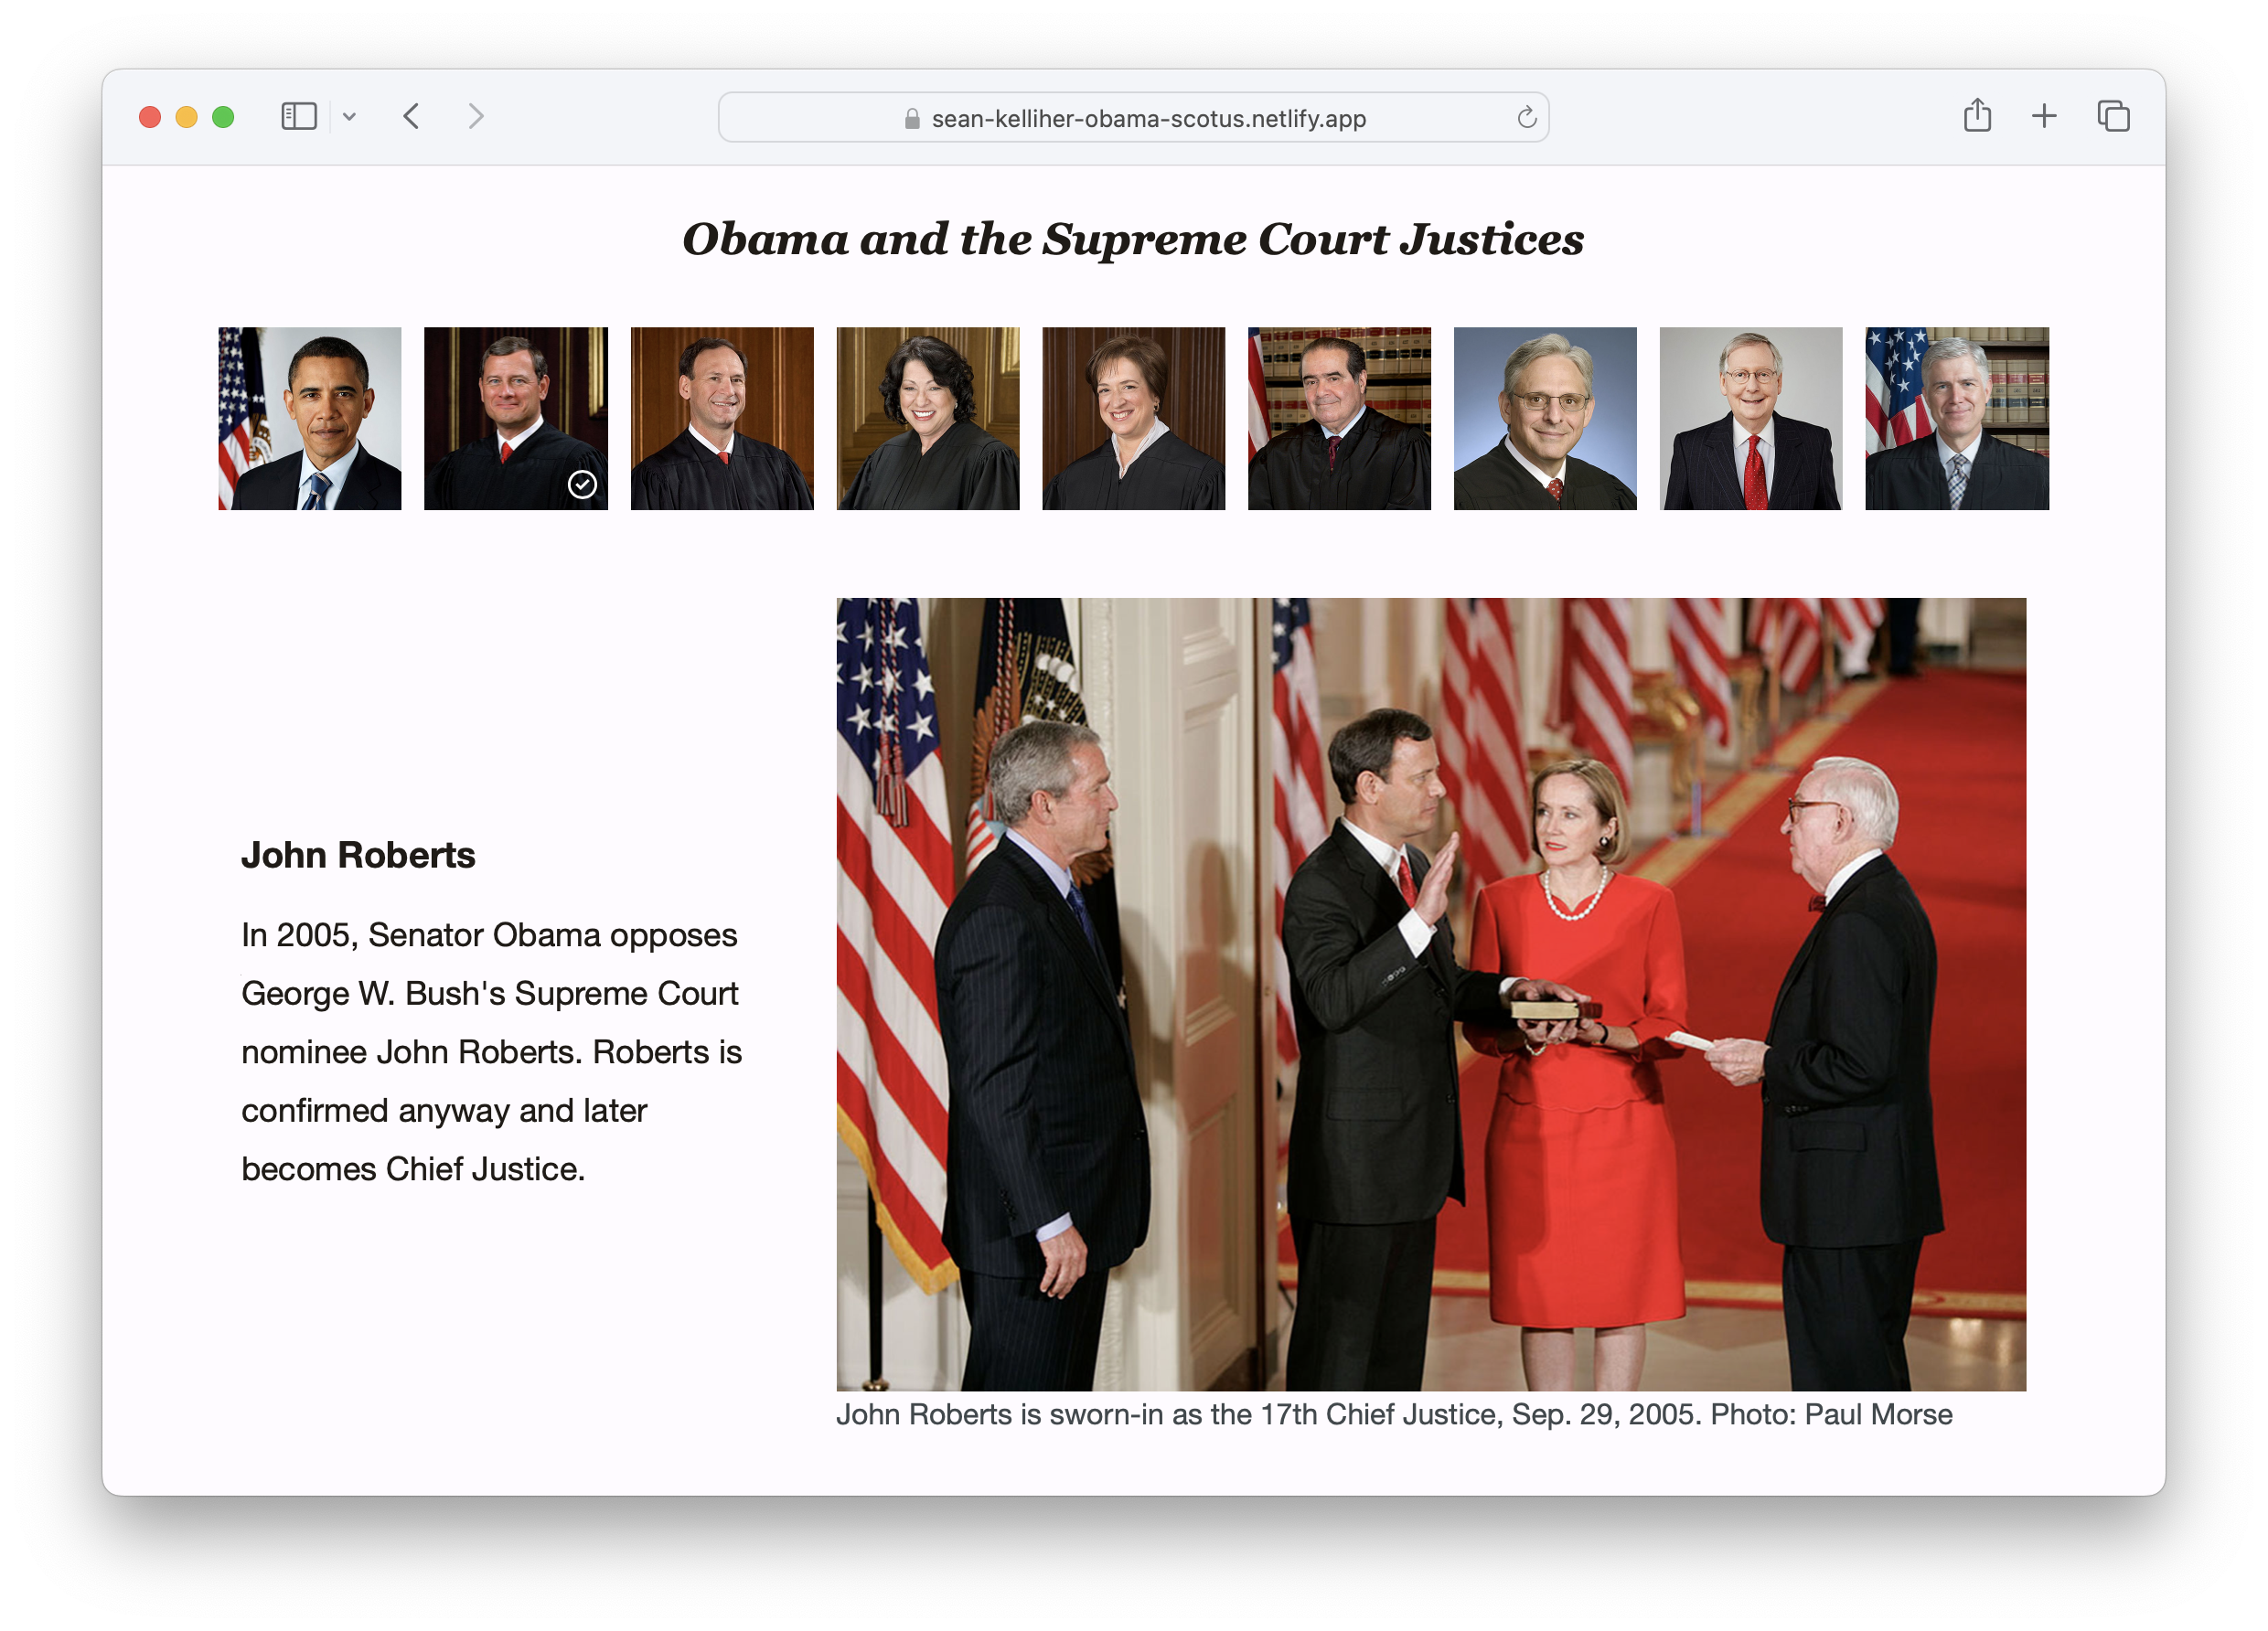 sean-kelliher-obama-scotus.netlify.app
Obama and the Supreme Court Justices
John Roberts
In 2005, Senator Obama opposes
George W. Bush's Supreme Court
nominee John Roberts. Roberts is
confirmed anyway and later
becomes Chief Justice.
John Roberts is sworn-in as the 17th Chief Justice, Sep. 29, 2005. Photo: Paul Morse